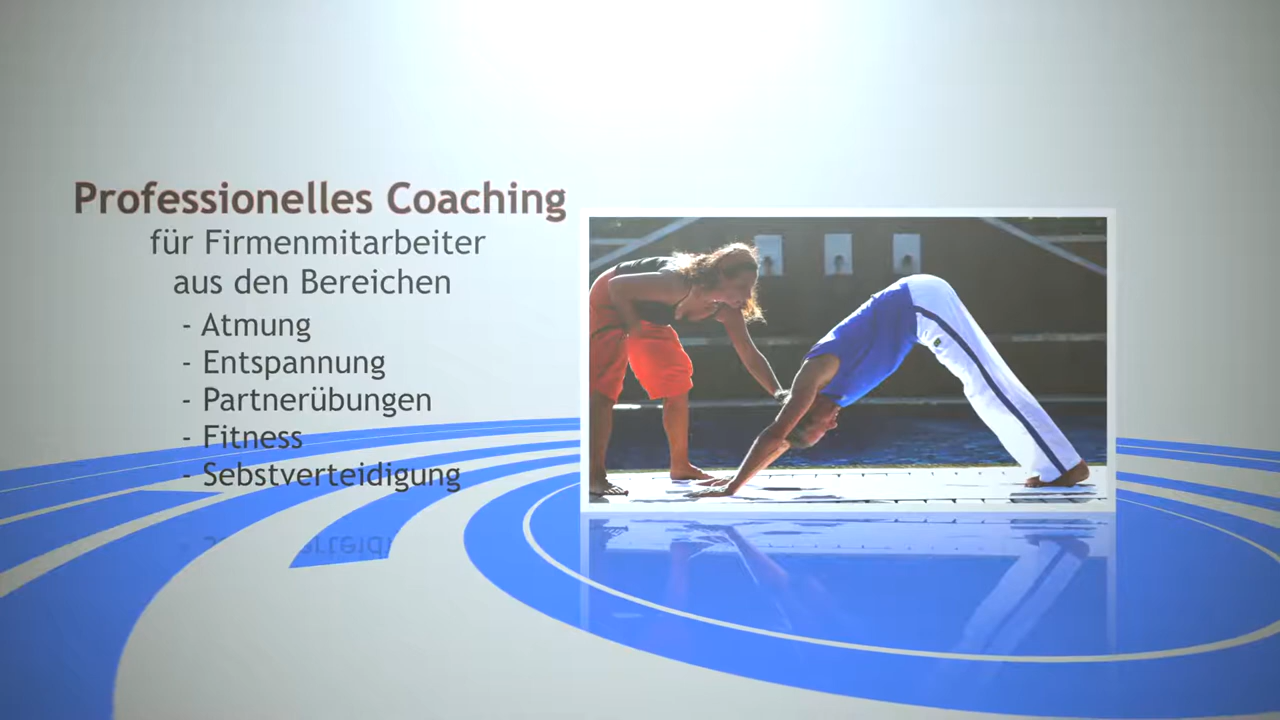 Professionelles Coaching
für Firmenmitarbeiter
aus den Bereichen
- Atmung
- Entspannung
- Partnerübungen
- Fitness
- Sebstverteidigung